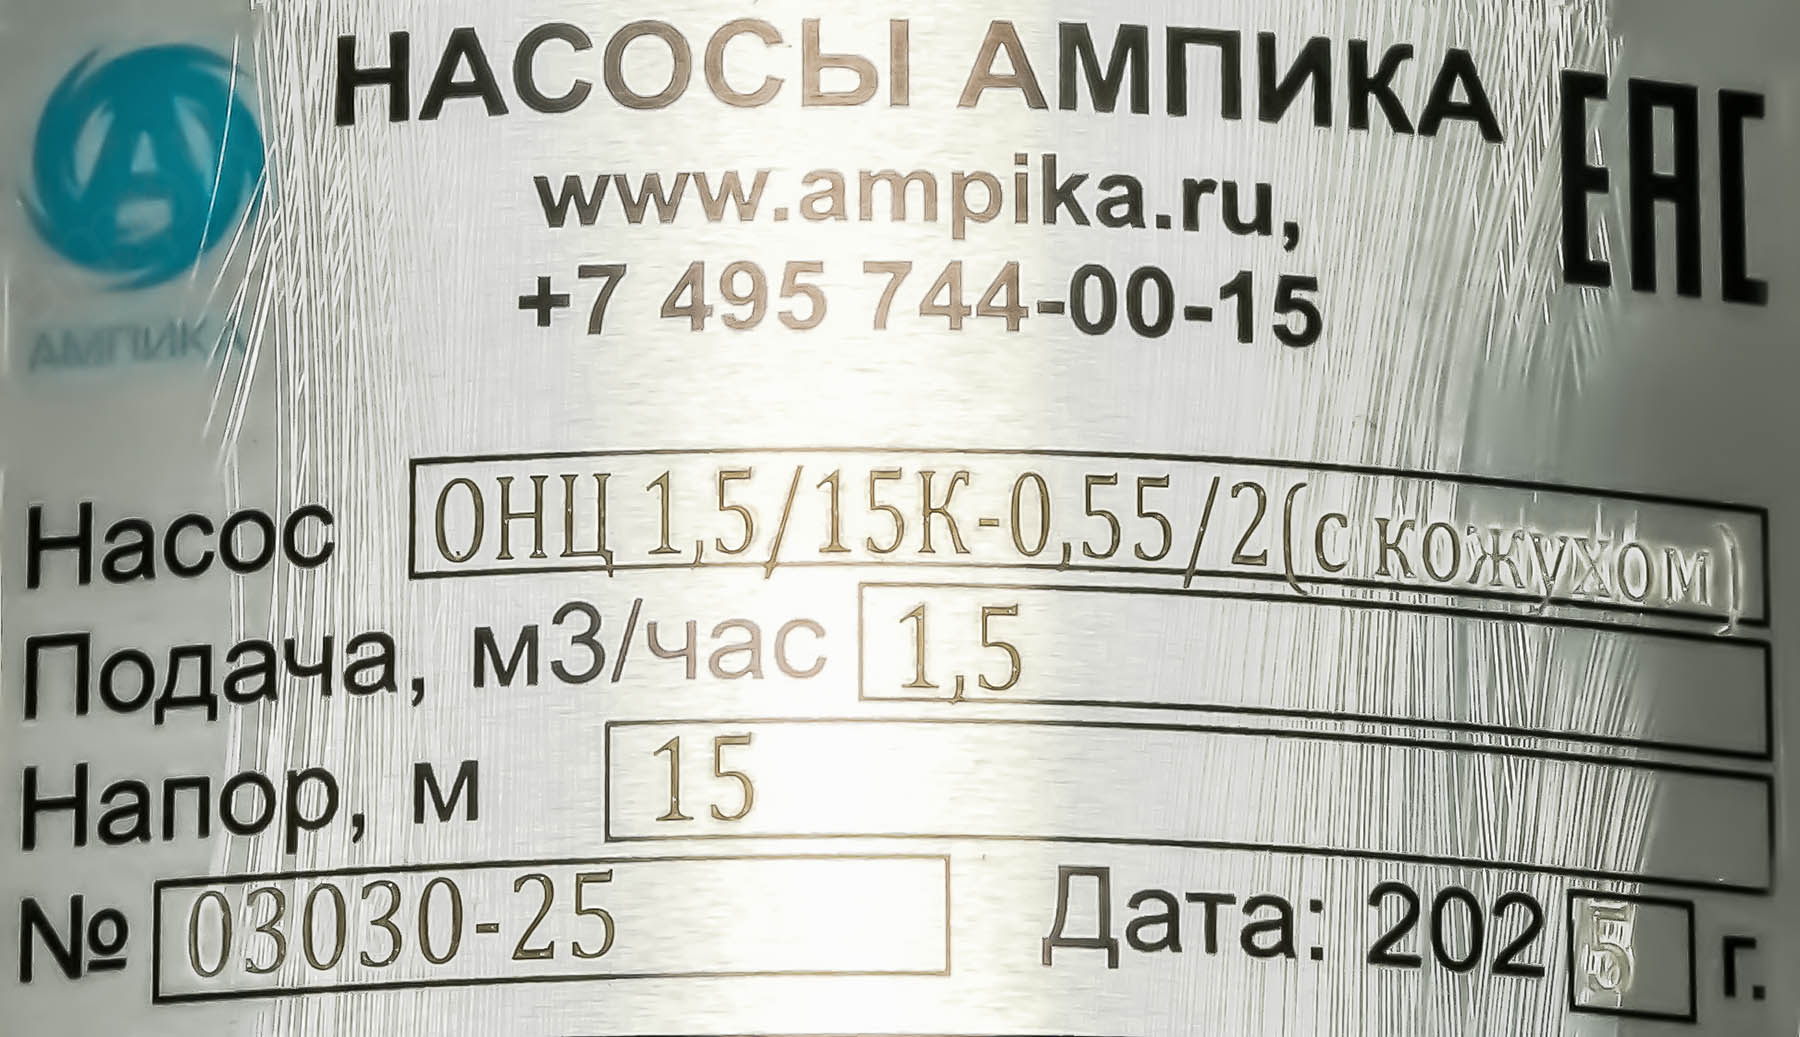 НАСОСЫ АМПИКА
EAC
www.ampika.ru,
+7 495 744-00-15
АМПИКА
Насос ОНЦ 1,5/15К-0,55/2(с кожухом)
Подача, м3/час 1,5
Напор, м 15
№ 03030-25 Дата: 2025 г.